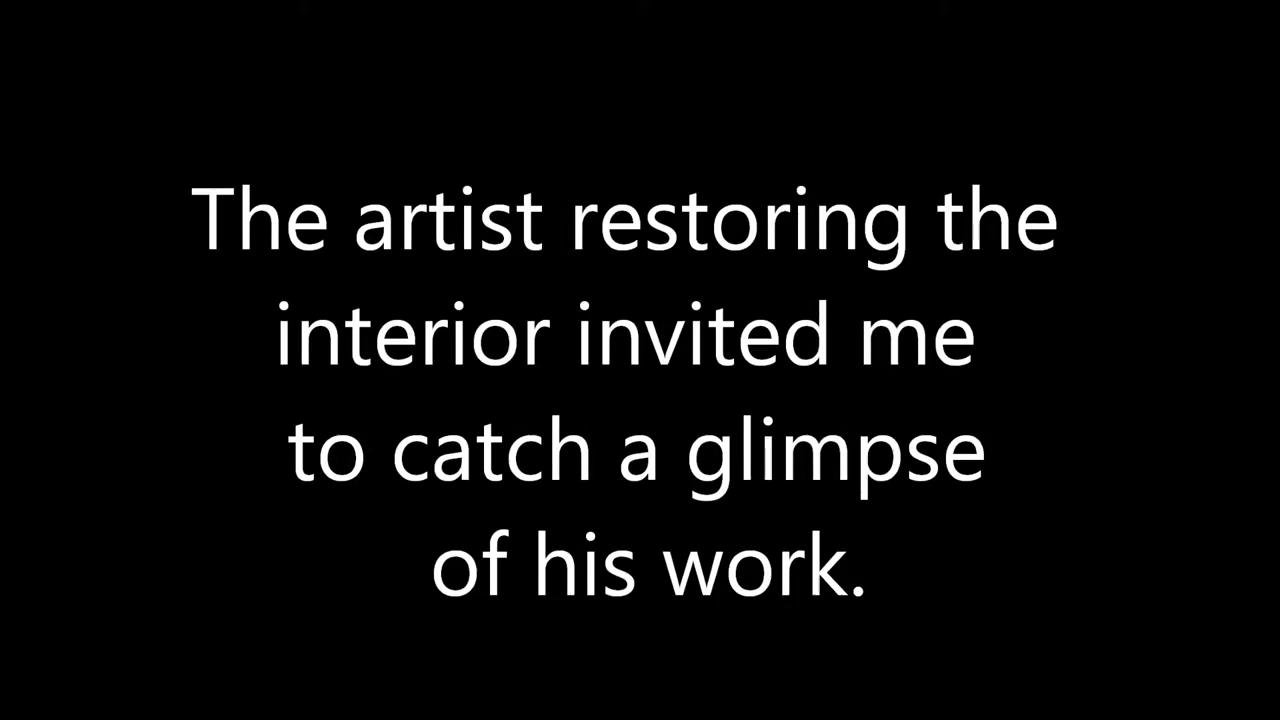 The artist restoring the
interior invited me
to catch a glimpse
of his work.